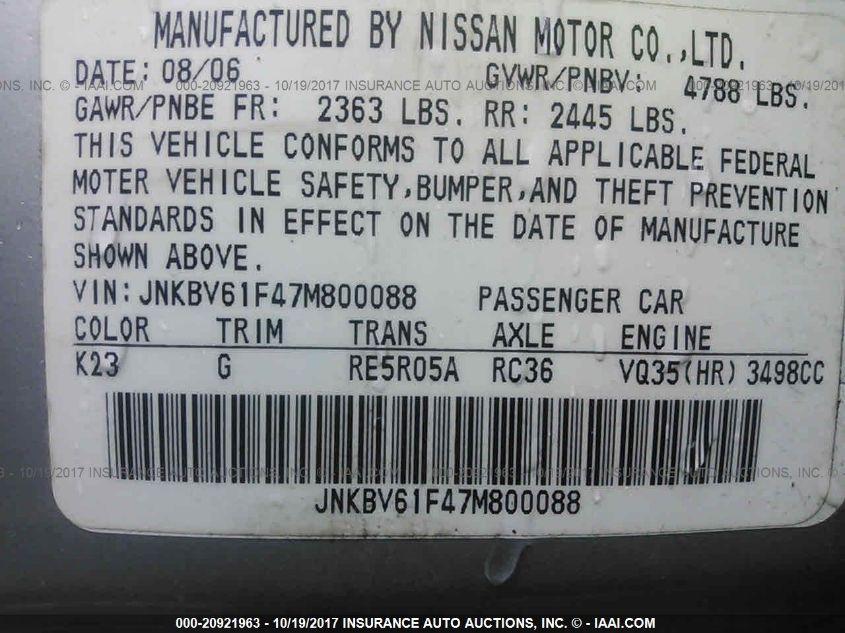 MANUFACTURED BY NISSAN MOTOR CO.,LTD.
DATE: 08/06 GVWR/PNBV: 4788 LBS.
GAWR/PNBE FR: 2363 LBS. RR: 2445 LBS.
THIS VEHICLE CONFORMS TO ALL APPLICABLE FEDERAL
MOTER VEHICLE SAFETY,BUMPER,AND THEFT PREVENTION
STANDARDS IN EFFECT ON THE DATE OF MANUFACTURE
SHOWN ABOVE.
VIN:JNKBV61F47M800088 PASSENGER CAR
COLOR TRIM TRANS AXLE ENGINE
K23 G RE5R05A RC36 VQ35(HR) 3498CC
JNKBV61F47M800088
000-20921963 - 10/19/2017 INSURANCE AUTO AUCTIONS, INC. © - IAAI.COM